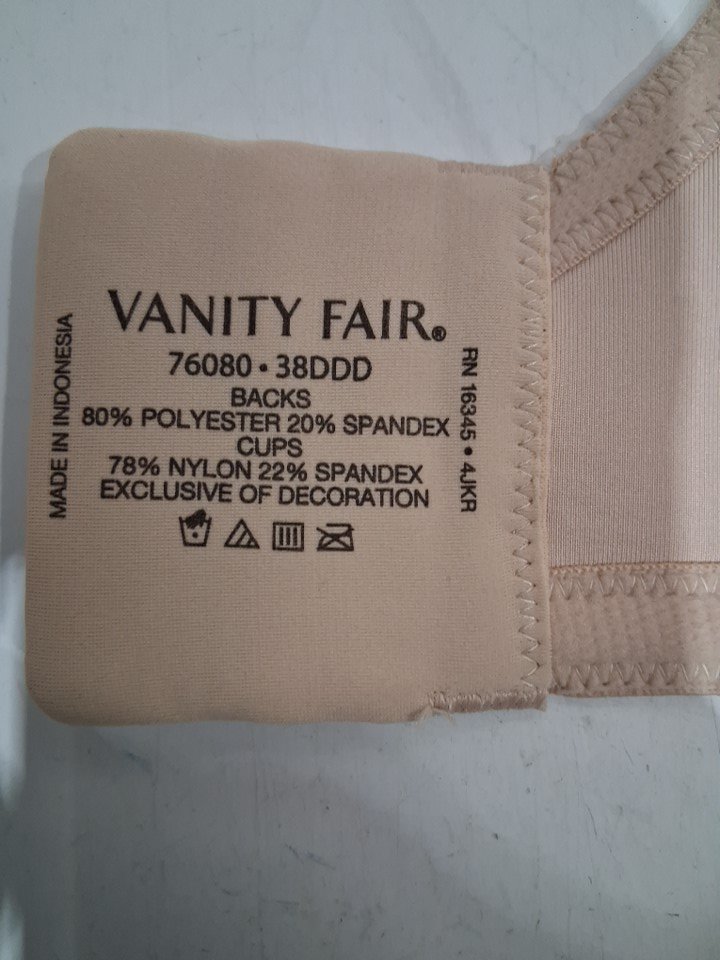 VANITY FAIR®
76080 • 38DDD
BACKS
80% POLYESTER 20% SPANDEX
CUPS
78% NYLON 22% SPANDEX
EXCLUSIVE OF DECORATION
MADE IN INDONESIA
RN 16345 • 4JKR